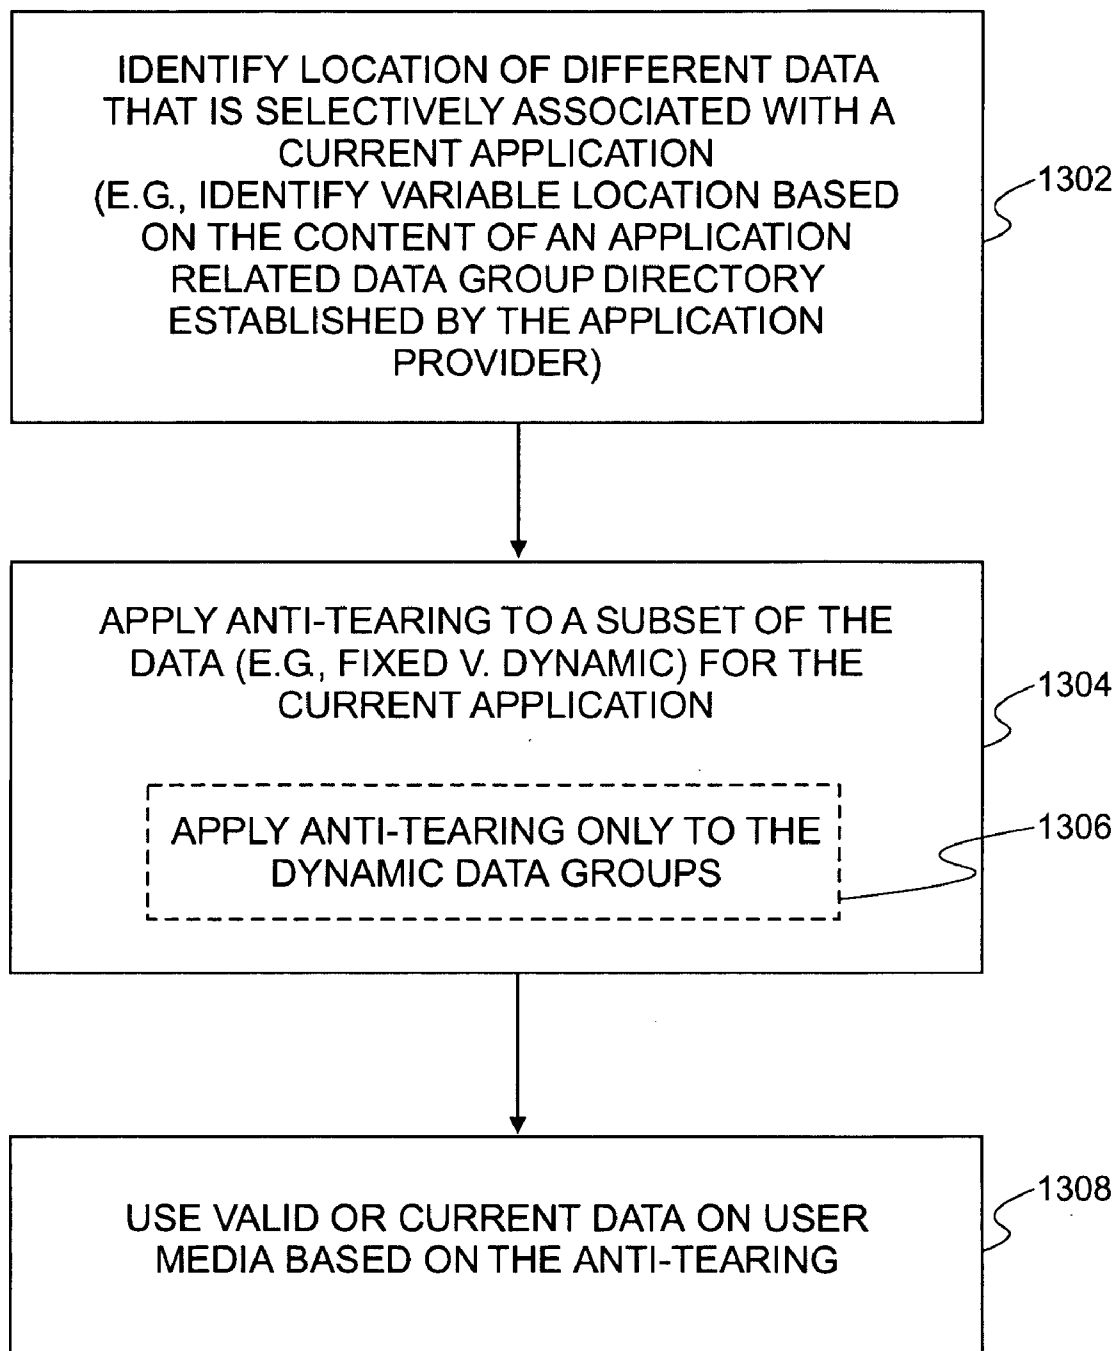 IDENTIFY LOCATION OF DIFFERENT DATA
THAT IS SELECTIVELY ASSOCIATED WITH A
CURRENT APPLICATION
(E.G., IDENTIFY VARIABLE LOCATION BASED
ON THE CONTENT OF AN APPLICATION
RELATED DATA GROUP DIRECTORY
ESTABLISHED BY THE APPLICATION
PROVIDER)
1302
APPLY ANTI-TEARING TO A SUBSET OF THE
DATA (E.G., FIXED V. DYNAMIC) FOR THE
CURRENT APPLICATION
1304
APPLY ANTI-TEARING ONLY TO THE
DYNAMIC DATA GROUPS
1306
USE VALID OR CURRENT DATA ON USER
MEDIA BASED ON THE ANTI-TEARING
1308